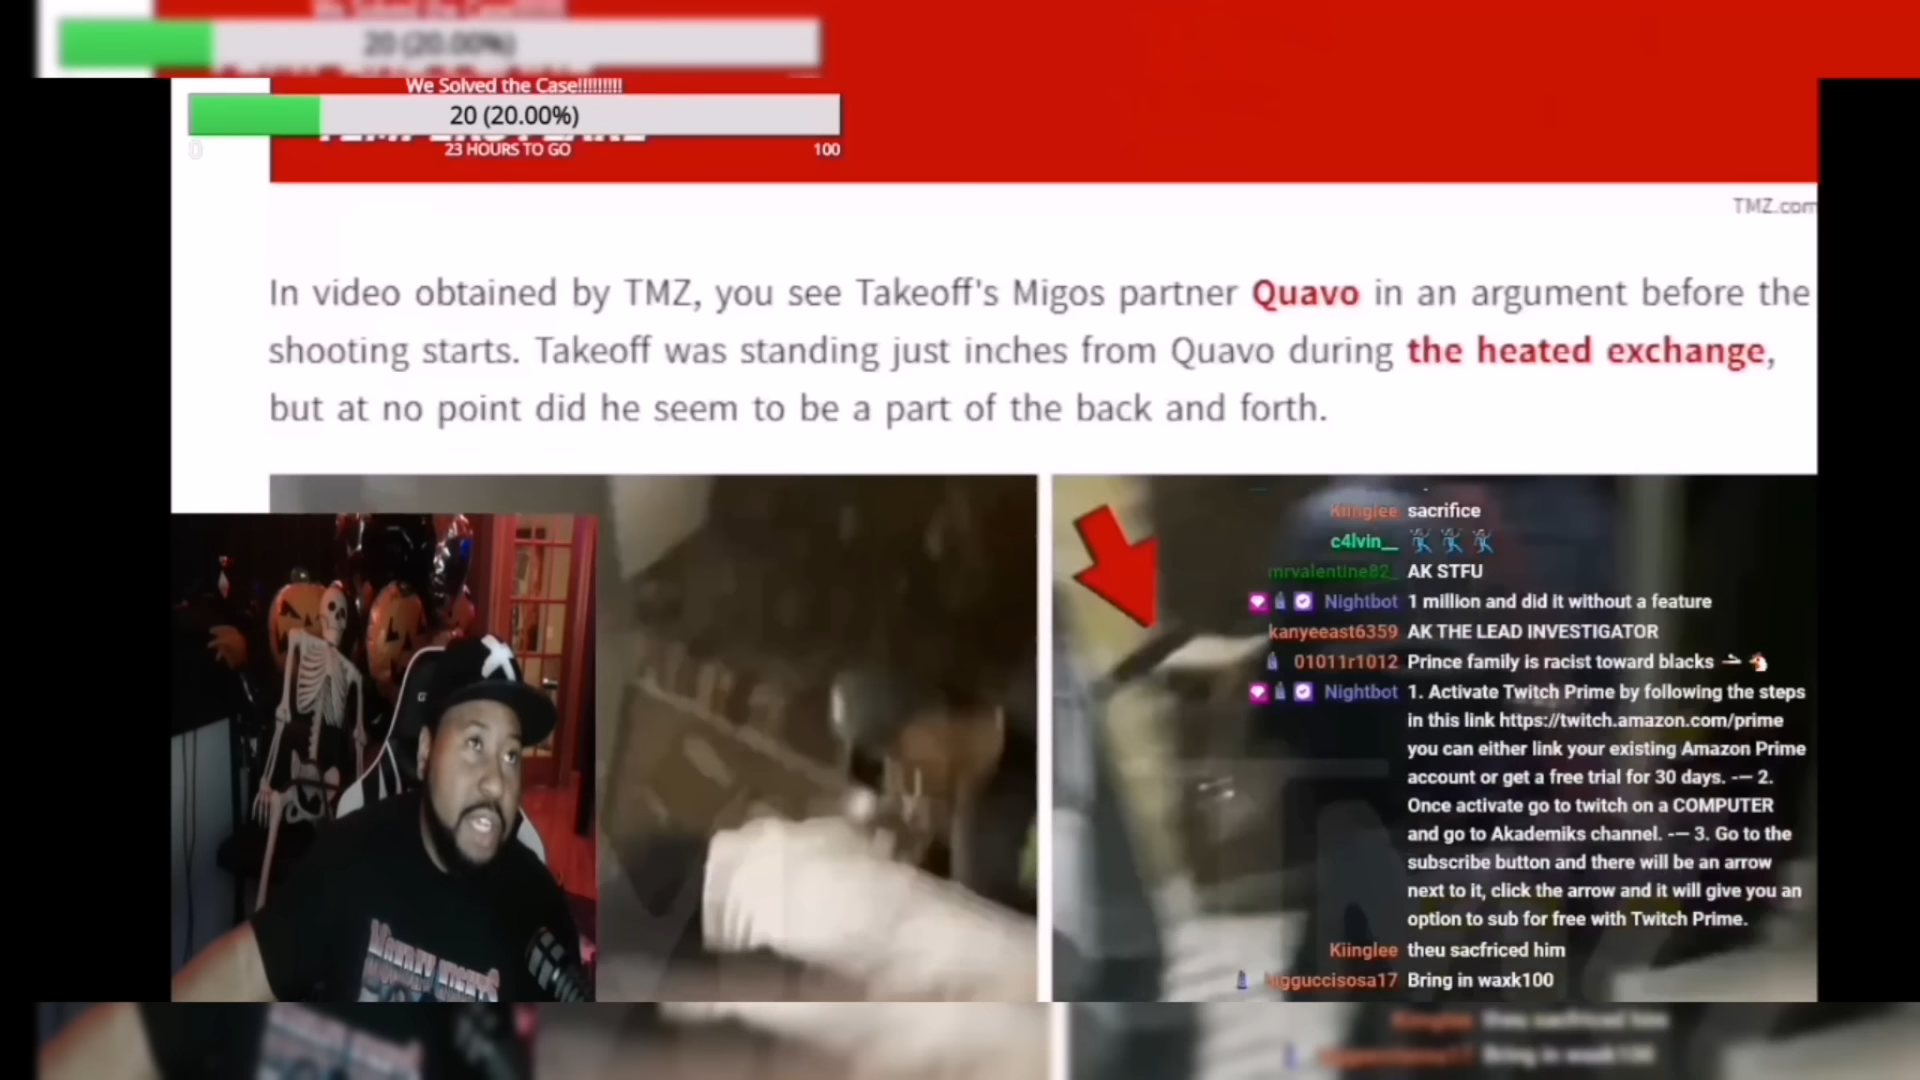 20 (20.00%)
We Solved the Case!!!!!!!!!
20 (20.00%)
0
23 HOURS TO GO
100
TMZ.com
In video obtained by TMZ, you see Takeoff's Migos partner Quavo in an argument before the
shooting starts. Takeoff was standing just inches from Quavo during the heated exchange,
but at no point did he seem to be a part of the back and forth.
Kiinglee sacrifice
c4lvin__
mrvalentine82_ AK STFU
Nightbot 1 million and did it without a feature
kanyeeast6359 AK THE LEAD INVESTIGATOR
01011r1012 Prince family is racist toward blacks
Nightbot 1. Activate Twitch Prime by following the steps
in this link https://twitch.amazon.com/prime
you can either link your existing Amazon Prime
account or get a free trial for 30 days. -— 2.
Once activate go to twitch on a COMPUTER
and go to Akademiks channel. -— 3. Go to the
subscribe button and there will be an arrow
next to it, click the arrow and it will give you an
option to sub for free with Twitch Prime.
Kiinglee theu sacfriced him
Bring in waxk100